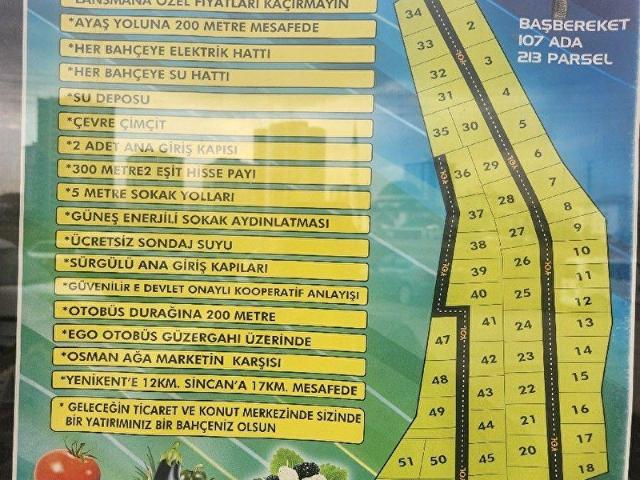 LANSMANA ÖZEL FİYATLARI KAÇIRMAYIN
*AYAŞ YOLUNA 200 METRE MESAFEDE
*HER BAHÇEYE ELEKTRİK HATTI
*HER BAHÇEYE SU HATTI
*SU DEPOSU
*ÇEVRE ÇİMÇİT
*2 ADET ANA GİRİŞ KAPISI
*300 METRE2 EŞİT HİSSE PAYI
*5 METRE SOKAK YOLLARI
*GÜNEŞ ENERJİLİ SOKAK AYDINLATMASI
*ÜCRETSİZ SONDAJ SUYU
*SÜRGÜLÜ ANA GİRİŞ KAPILARI
*GÜVENİLİR E DEVLET ONAYLI KOOPERATİF ANLAYIŞI
*OTOBÜS DURAĞINA 200 METRE
*EGO OTOBÜS GÜZERGAHI ÜZERİNDE
*OSMAN AĞA MARKETİN KARŞISI
*YENİKENT'E 12KM. SİNCAN'A 17KM. MESAFEDE
* GELECEĞİN TİCARET VE KONUT MERKEZİNDE SİZİNDE
BİR YATIRIMINIZ BİR BAHÇENİZ OLSUN
BAŞBEREKET
107 ADA
213 PARSEL
34
2
33
YOL
3
32
4
31
35
30
5
YOL
6
YOL
36
29
7
28
8
37
27
9
38
26
10
YOL
39
YOL
11
40
25
12
41
24
13
YOL
47
42
23
14
48
43
22
15
49
44
21
16
YOL
YOL
17
51
50
45
20
18